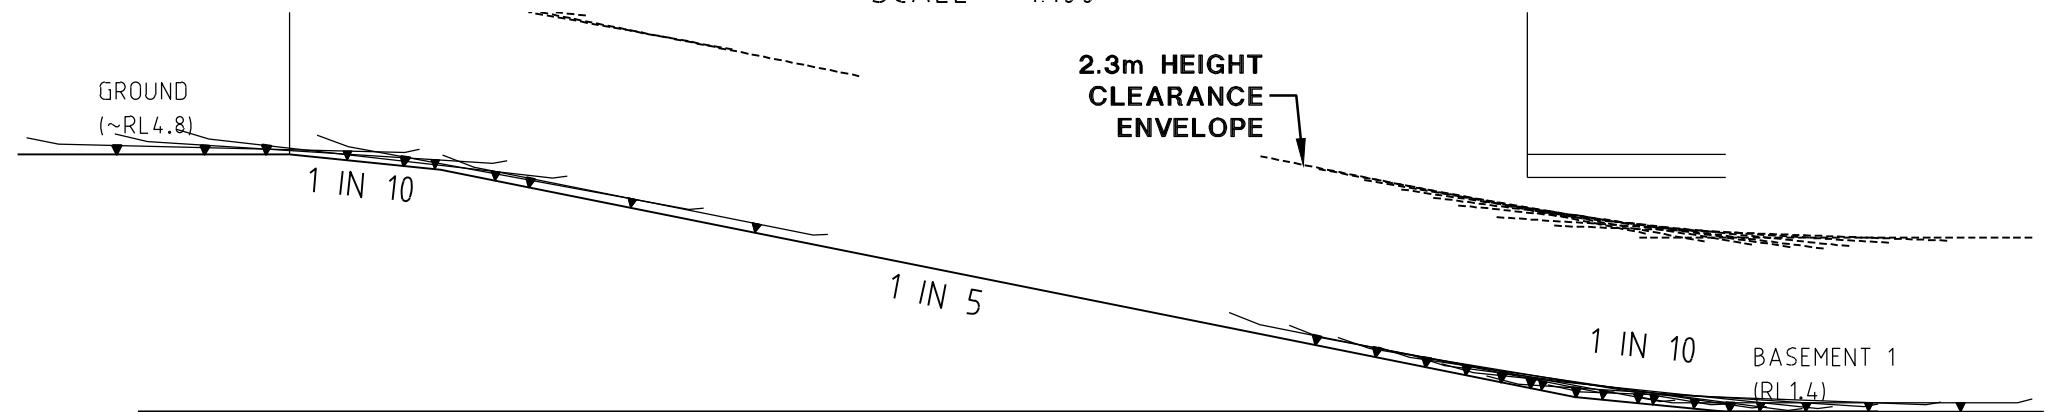 2.3m HEIGHT
CLEARANCE
ENVELOPE
GROUND
(~RL4.8)
1 IN 10
1 IN 5
1 IN 10
BASEMENT 1
(RL1.4)